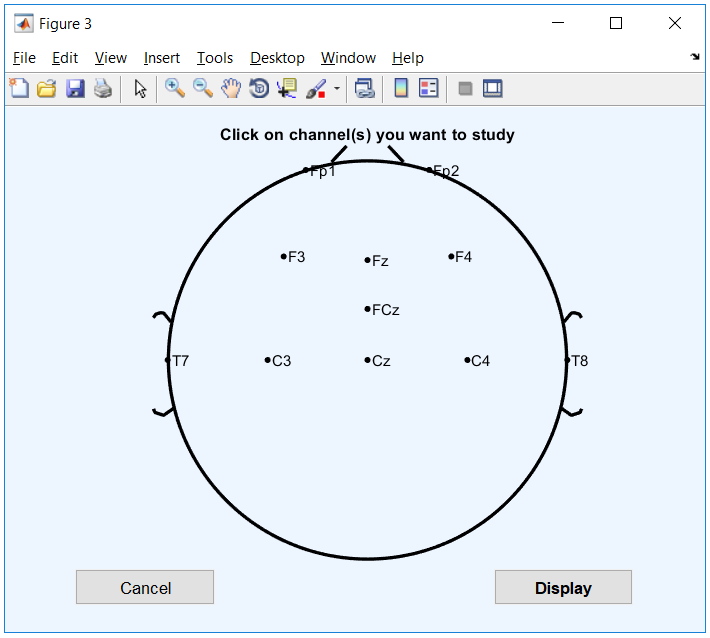 Figure 3
File Edit View Insert Tools Desktop Window Help
Click on channel(s) you want to study
Fp1 Fp2
F3 Fz F4
FCz
T7 C3 Cz C4 T8
Cancel Display